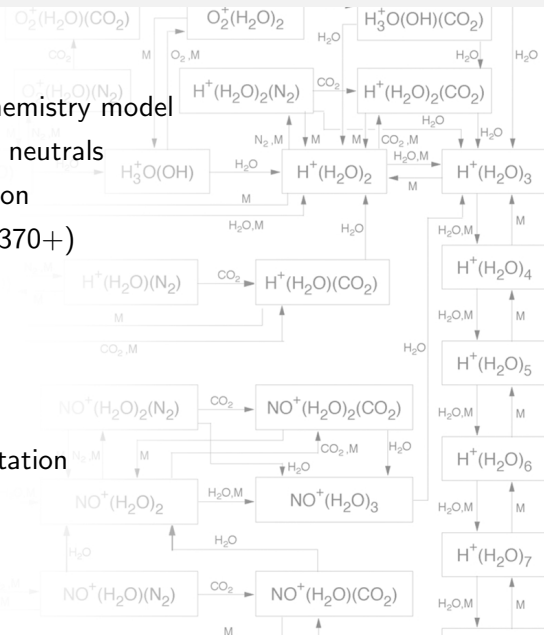 O₂⁺(H₂O)(CO₂)
O₂⁺(H₂O)₂
H₃⁺O(OH)(CO₂)
H₂O
CO₂
M
O₂,M
H₂O
H₂O
O₂⁺(H₂O)(N₂)
H⁺(H₂O)₂(N₂)
CO₂
H⁺(H₂O)₂(CO₂)
hemistry model
H₂O
H₂O
N₂,M
M
M
CO₂,M
neutrals
H₃⁺O(OH)
H₂O
H⁺(H₂O)₂
H₂O,M
M
H⁺(H₂O)₃
on
M
H₂O,M
H₂O
H₂O,M
M
370+)
H⁺(H₂O)₄
H⁺(H₂O)(N₂)
CO₂
H⁺(H₂O)(CO₂)
M
H₂O,M
M
CO₂,M
H₂O
H⁺(H₂O)₅
NO⁺(H₂O)₂(N₂)
CO₂
NO⁺(H₂O)₂(CO₂)
H₂O,M
M
N₂,M
M
CO₂,M
H₂O
tation
H₂O
H⁺(H₂O)₆
NO⁺(H₂O)₂
H₂O,M
NO⁺(H₂O)₃
H₂O,M
M
H₂O
H₂O
H⁺(H₂O)₇
NO⁺(H₂O)(N₂)
CO₂
NO⁺(H₂O)(CO₂)
H₂O,M
M
M